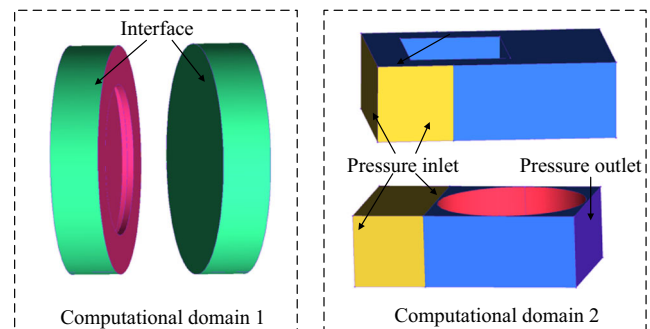 Interface
Pressure inlet
Pressure outlet
Computational domain 1
Computational domain 2